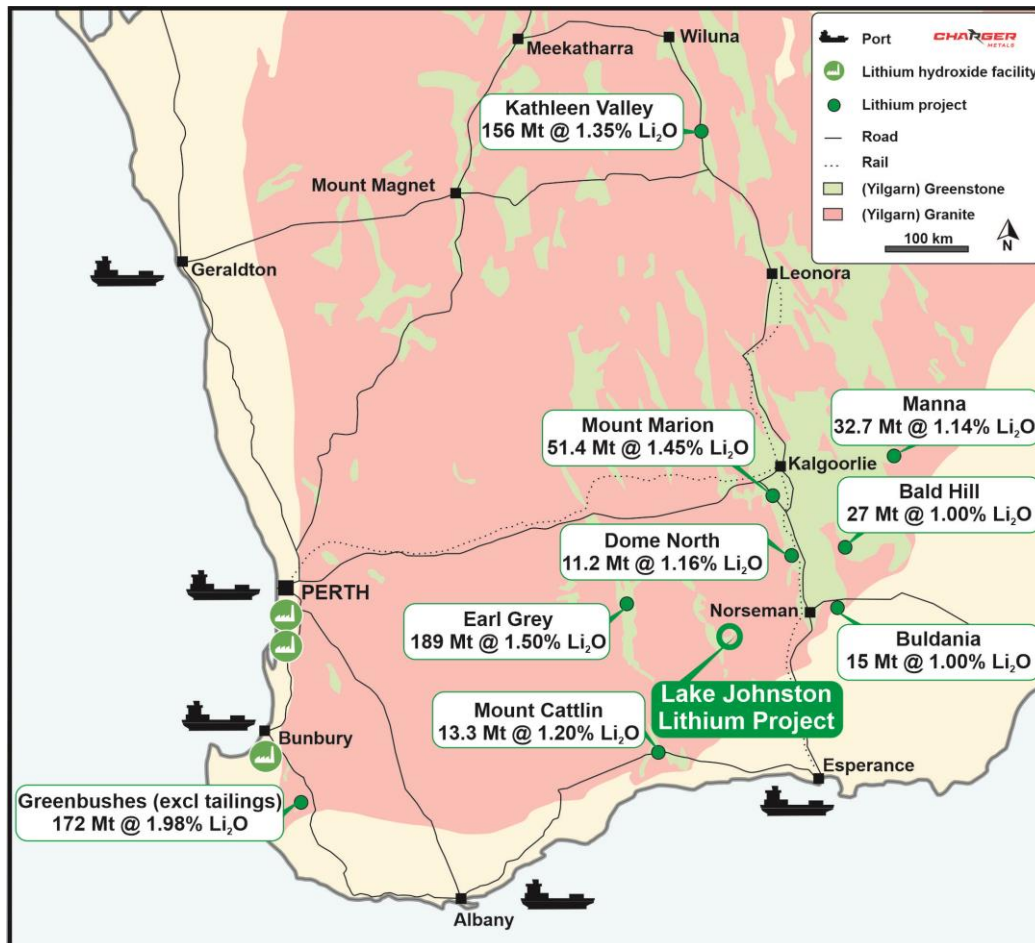 Meekatharra
Wiluna
Port
CHARGER
METALS
Lithium hydroxide facility
Lithium project
Road
Rail
(Yilgarn) Greenstone
(Yilgarn) Granite
100 km
N
Kathleen Valley
156 Mt @ 1.35% Li₂O
Mount Magnet
Geraldton
Leonora
Manna
32.7 Mt @ 1.14% Li₂O
Mount Marion
51.4 Mt @ 1.45% Li₂O
Kalgoorlie
Bald Hill
27 Mt @ 1.00% Li₂O
Dome North
11.2 Mt @ 1.16% Li₂O
PERTH
Earl Grey
189 Mt @ 1.50% Li₂O
Norseman
Buldania
15 Mt @ 1.00% Li₂O
Lake Johnston
Lithium Project
Mount Cattlin
13.3 Mt @ 1.20% Li₂O
Bunbury
Esperance
Greenbushes (excl tailings)
172 Mt @ 1.98% Li₂O
Albany